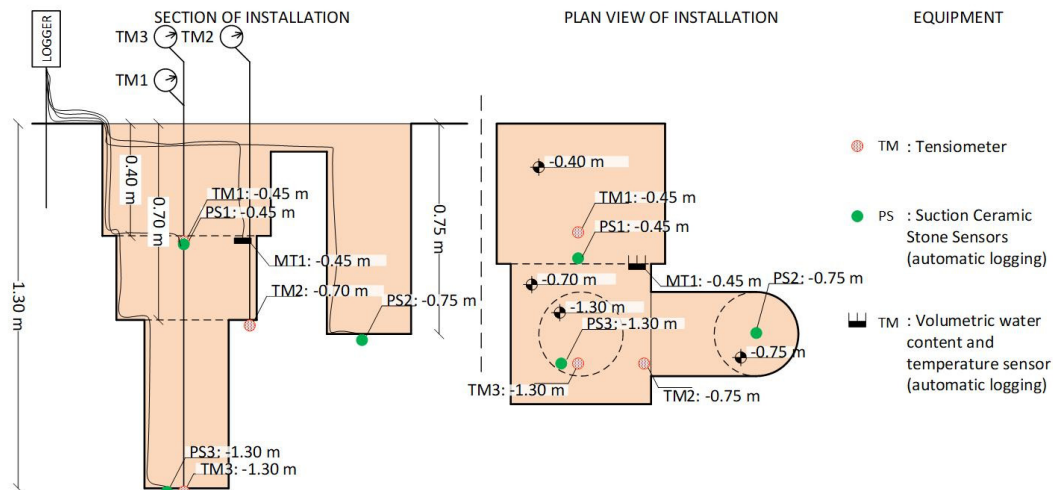 SECTION OF INSTALLATION
PLAN VIEW OF INSTALLATION
EQUIPMENT
LOGGER
TM3
TM2
TM1
0.40 m
0.70 m
1.30 m
0.75 m
TM1: -0.45 m
PS1: -0.45 m
MT1: -0.45 m
TM2: -0.70 m
PS2: -0.75 m
PS3: -1.30 m
TM3: -1.30 m
-0.40 m
TM1: -0.45 m
PS1: -0.45 m
-0.70 m
MT1: -0.45 m
PS2: -0.75 m
-1.30 m
PS3: -1.30 m
-0.75 m
TM3: -1.30 m
TM2: -0.75 m
TM : Tensiometer
PS : Suction Ceramic
Stone Sensors
(automatic logging)
TM : Volumetric water
content and
temperature sensor
(automatic logging)